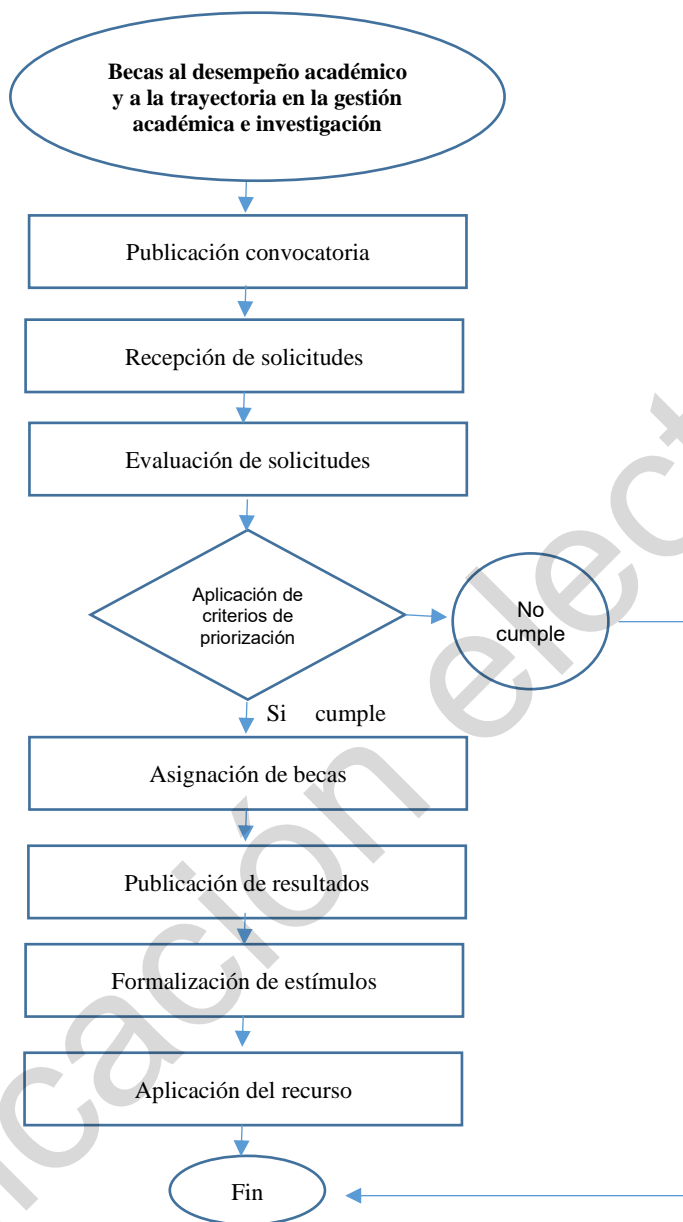 Becas al desempeño académico
y a la trayectoria en la gestión
académica e investigación
Publicación convocatoria
Recepción de solicitudes
Evaluación de solicitudes
Aplicación de
criterios de
priorización
No
cumple
Si cumple
Asignación de becas
Publicación de resultados
Formalización de estímulos
Aplicación del recurso
Fin